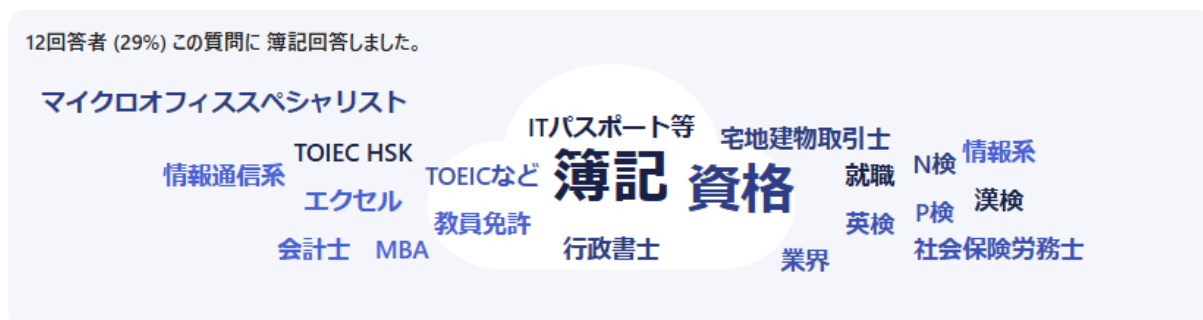 12回答者 (29%) この質問に 簿記回答しました。
マイクロオフィススペシャリスト
ITパスポート等
宅地建物取引士
TOIEC HSK
情報通信系
TOEICなど
簿記
資格
就職
N検
情報系
エクセル
教員免許
英検
P検
漢検
会計士
MBA
行政書士
業界
社会保険労務士